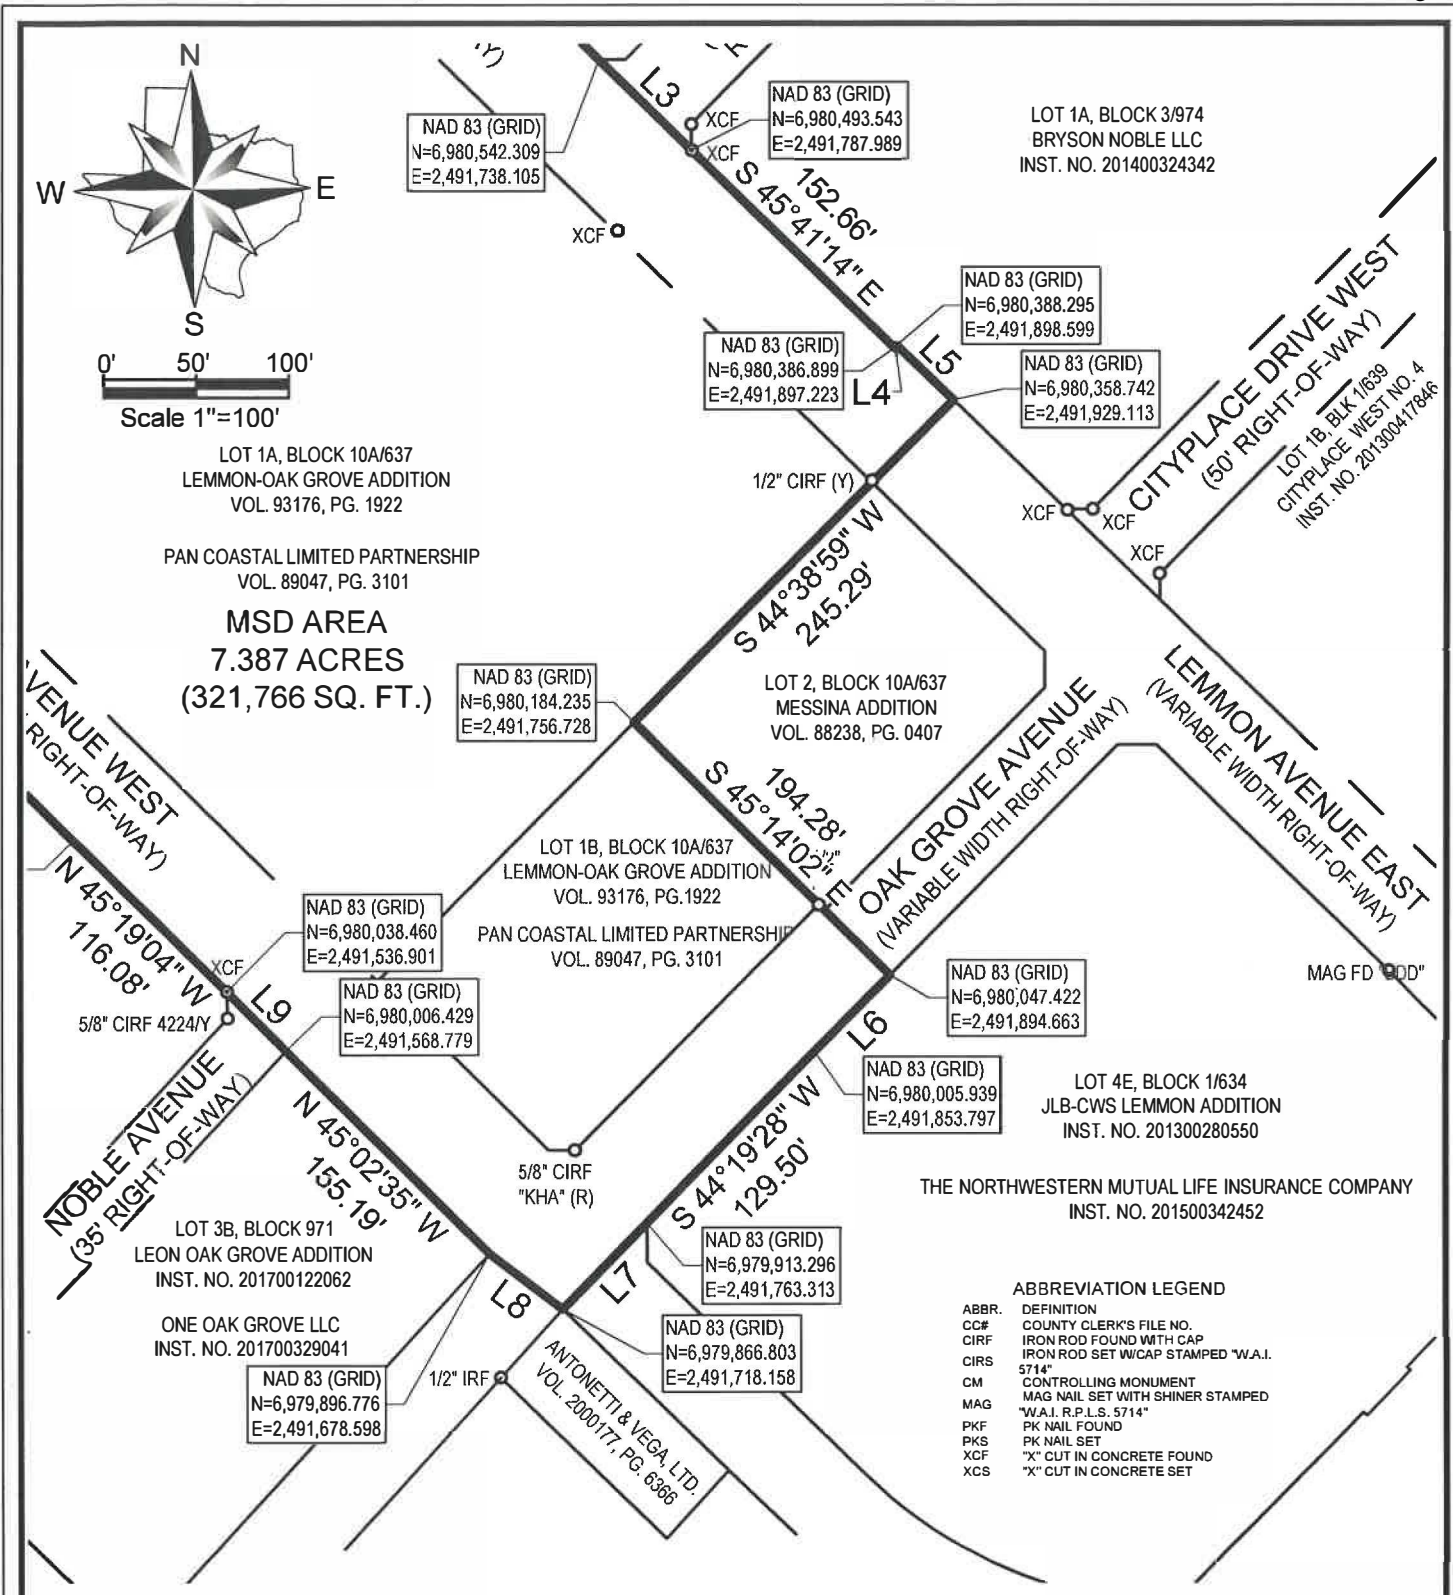 N
W
E
S
0' 50' 100'
Scale 1"=100'
LOT 1A, BLOCK 10A/637
LEMMON-OAK GROVE ADDITION
VOL. 93176, PG. 1922
PAN COASTAL LIMITED PARTNERSHIP
VOL. 89047, PG. 3101
MSD AREA
7.387 ACRES
(321,766 SQ. FT.)
Y)
L3
NAD 83 (GRID)
N=6,980,542.309
E=2,491,738.105
XCF
XCF
NAD 83 (GRID)
N=6,980,493.543
E=2,491,787.989
LOT 1A, BLOCK 3/974
BRYSON NOBLE LLC
INST. NO. 201400324342
XCF
152.66'
S 45°41'14" E
NAD 83 (GRID)
N=6,980,388.295
E=2,491,898.599
NAD 83 (GRID)
N=6,980,386.899
E=2,491,897.223
L4
L5
NAD 83 (GRID)
N=6,980,358.742
E=2,491,929.113
CITYPLACE DRIVE WEST
(50' RIGHT-OF-WAY)
LOT 1B, BLK 1/639
CITYPLACE WEST NO. 4
INST. NO. 201300417846
1/2" CIRF (Y)
XCF
XCF
XCF
S 44°38'59" W
245.29'
NAD 83 (GRID)
N=6,980,184.235
E=2,491,756.728
LOT 2, BLOCK 10A/637
MESSINA ADDITION
VOL. 88238, PG. 0407
LEMMON AVENUE EAST
(VARIABLE WIDTH RIGHT-OF-WAY)
OAK GROVE AVENUE
(VARIABLE WIDTH RIGHT-OF-WAY)
194.28'
S 45°14'02" E
VENUE WEST
RIGHT-OF-WAY)
LOT 1B, BLOCK 10A/637
LEMMON-OAK GROVE ADDITION
VOL. 93176, PG.1922
PAN COASTAL LIMITED PARTNERSHIP
VOL. 89047, PG. 3101
N 45°19'04" W
116.08'
NAD 83 (GRID)
N=6,980,038.460
E=2,491,536.901
XCF
5/8" CIRF 4224/Y
L9
NAD 83 (GRID)
N=6,980,006.429
E=2,491,568.779
NAD 83 (GRID)
N=6,980,047.422
E=2,491,894.663
MAG FD
L6
NAD 83 (GRID)
N=6,980,005.939
E=2,491,853.797
LOT 4E, BLOCK 1/634
JLB-CWS LEMMON ADDITION
INST. NO. 201300280550
NOBLE AVENUE
(35' RIGHT-OF-WAY)
N 45°02'35" W
155.19'
5/8" CIRF
"KHA" (R)
S 44°19'28" W
129.50'
THE NORTHWESTERN MUTUAL LIFE INSURANCE COMPANY
INST. NO. 201500342452
LOT 3B, BLOCK 971
LEON OAK GROVE ADDITION
INST. NO. 201700122062
ONE OAK GROVE LLC
INST. NO. 201700329041
NAD 83 (GRID)
N=6,979,913.296
E=2,491,763.313
L7
L8
NAD 83 (GRID)
N=6,979,866.803
E=2,491,718.158
NAD 83 (GRID)
N=6,979,896.776
E=2,491,678.598
1/2" IRF
ANTONETTI & VEGA, LTD.
VOL. 2000177, PG. 6366
ABBREVIATION LEGEND
ABBR. DEFINITION
CC# COUNTY CLERK'S FILE NO.
CIRF IRON ROD FOUND WITH CAP
CIRS IRON ROD SET W/CAP STAMPED "W.A.I.
5714"
CM CONTROLLING MONUMENT
MAG MAG NAIL SET WITH SHINER STAMPED
"W.A.I. R.P.L.S. 5714"
PKF PK NAIL FOUND
PKS PK NAIL SET
XCF "X" CUT IN CONCRETE FOUND
XCS "X" CUT IN CONCRETE SET